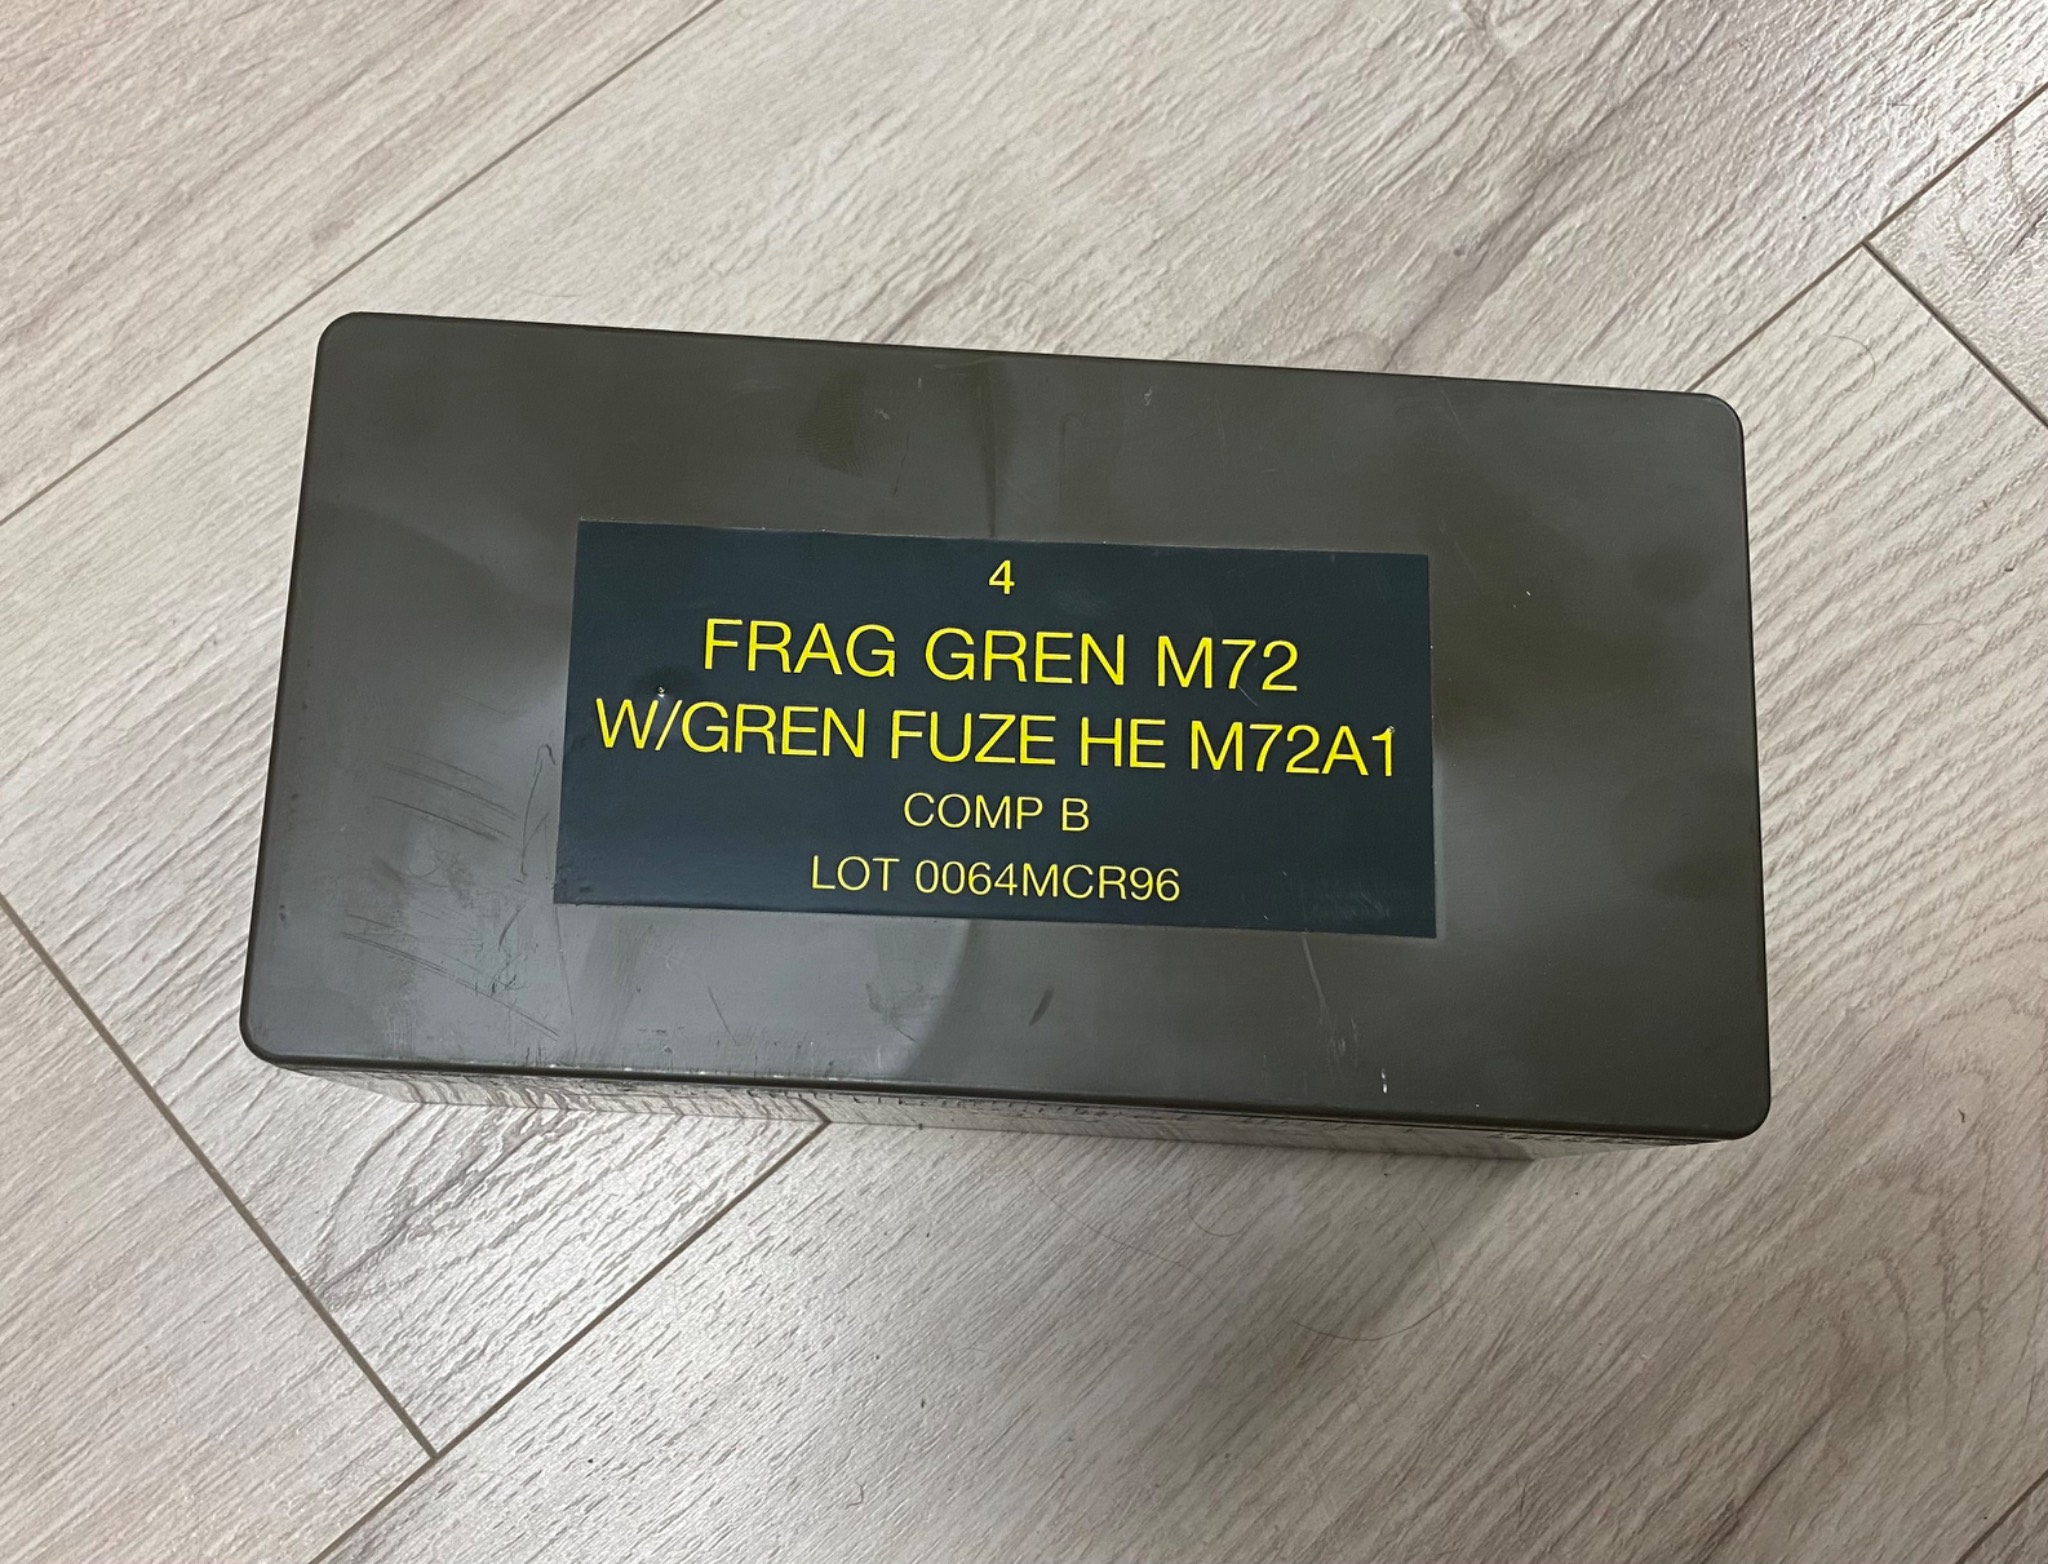 4
FRAG GREN M72
W/GREN FUZE HE M72A1
COMP B
LOT 0064MCR96